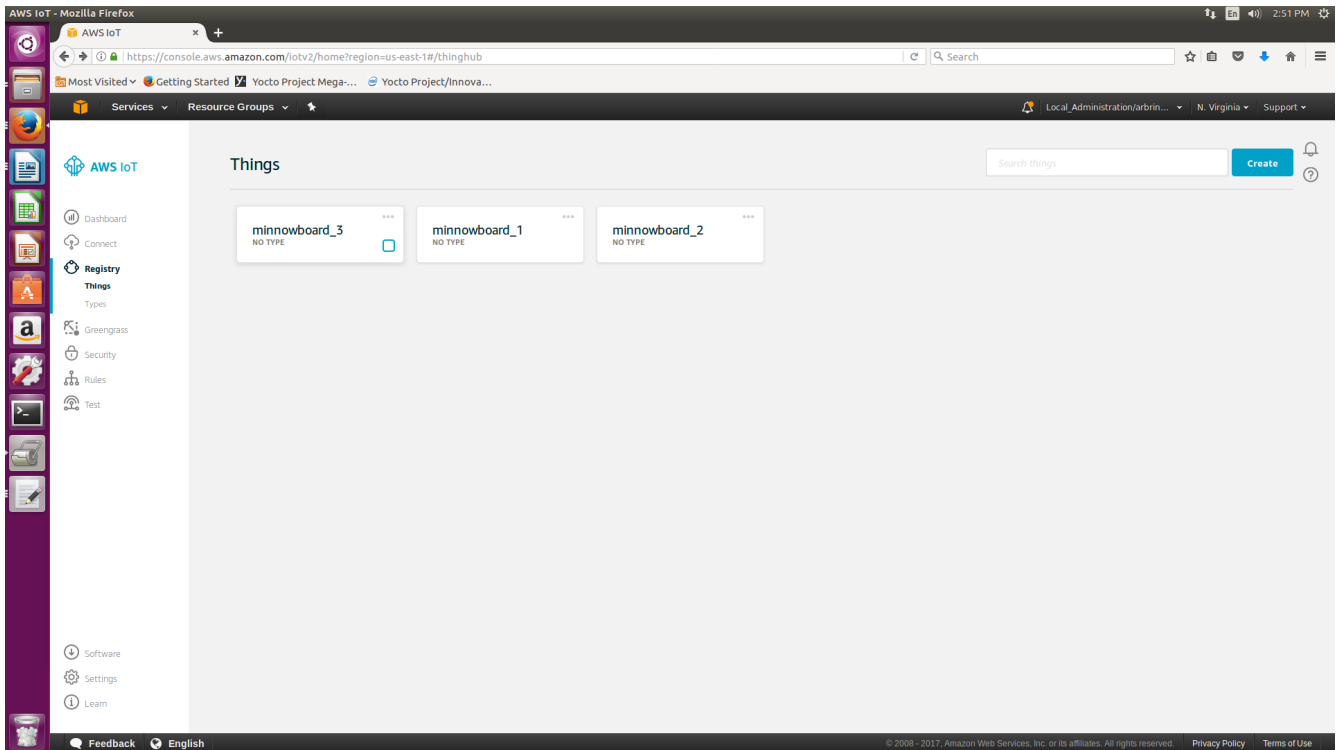 AWS IoT - Mozilla Firefox
En
2:51 PM
AWS IoT
https://console.aws.amazon.com/iotv2/home?region=us-east-1#/thinghub
Search
Most Visited
Getting Started
Yocto Project Mega-...
Yocto Project/Innova...
Services
Resource Groups
Local_Administration/arbrin...
N. Virginia
Support
AWS IoT
Things
Search things
Create
Dashboard
Connect
Registry
Things
Types
Greengrass
Security
Rules
Test
minnowboard_3
NO TYPE
minnowboard_1
NO TYPE
minnowboard_2
NO TYPE
Software
Settings
Learn
Feedback
English
© 2008 - 2017, Amazon Web Services, Inc. or its affiliates. All rights reserved.
Privacy Policy
Terms of Use